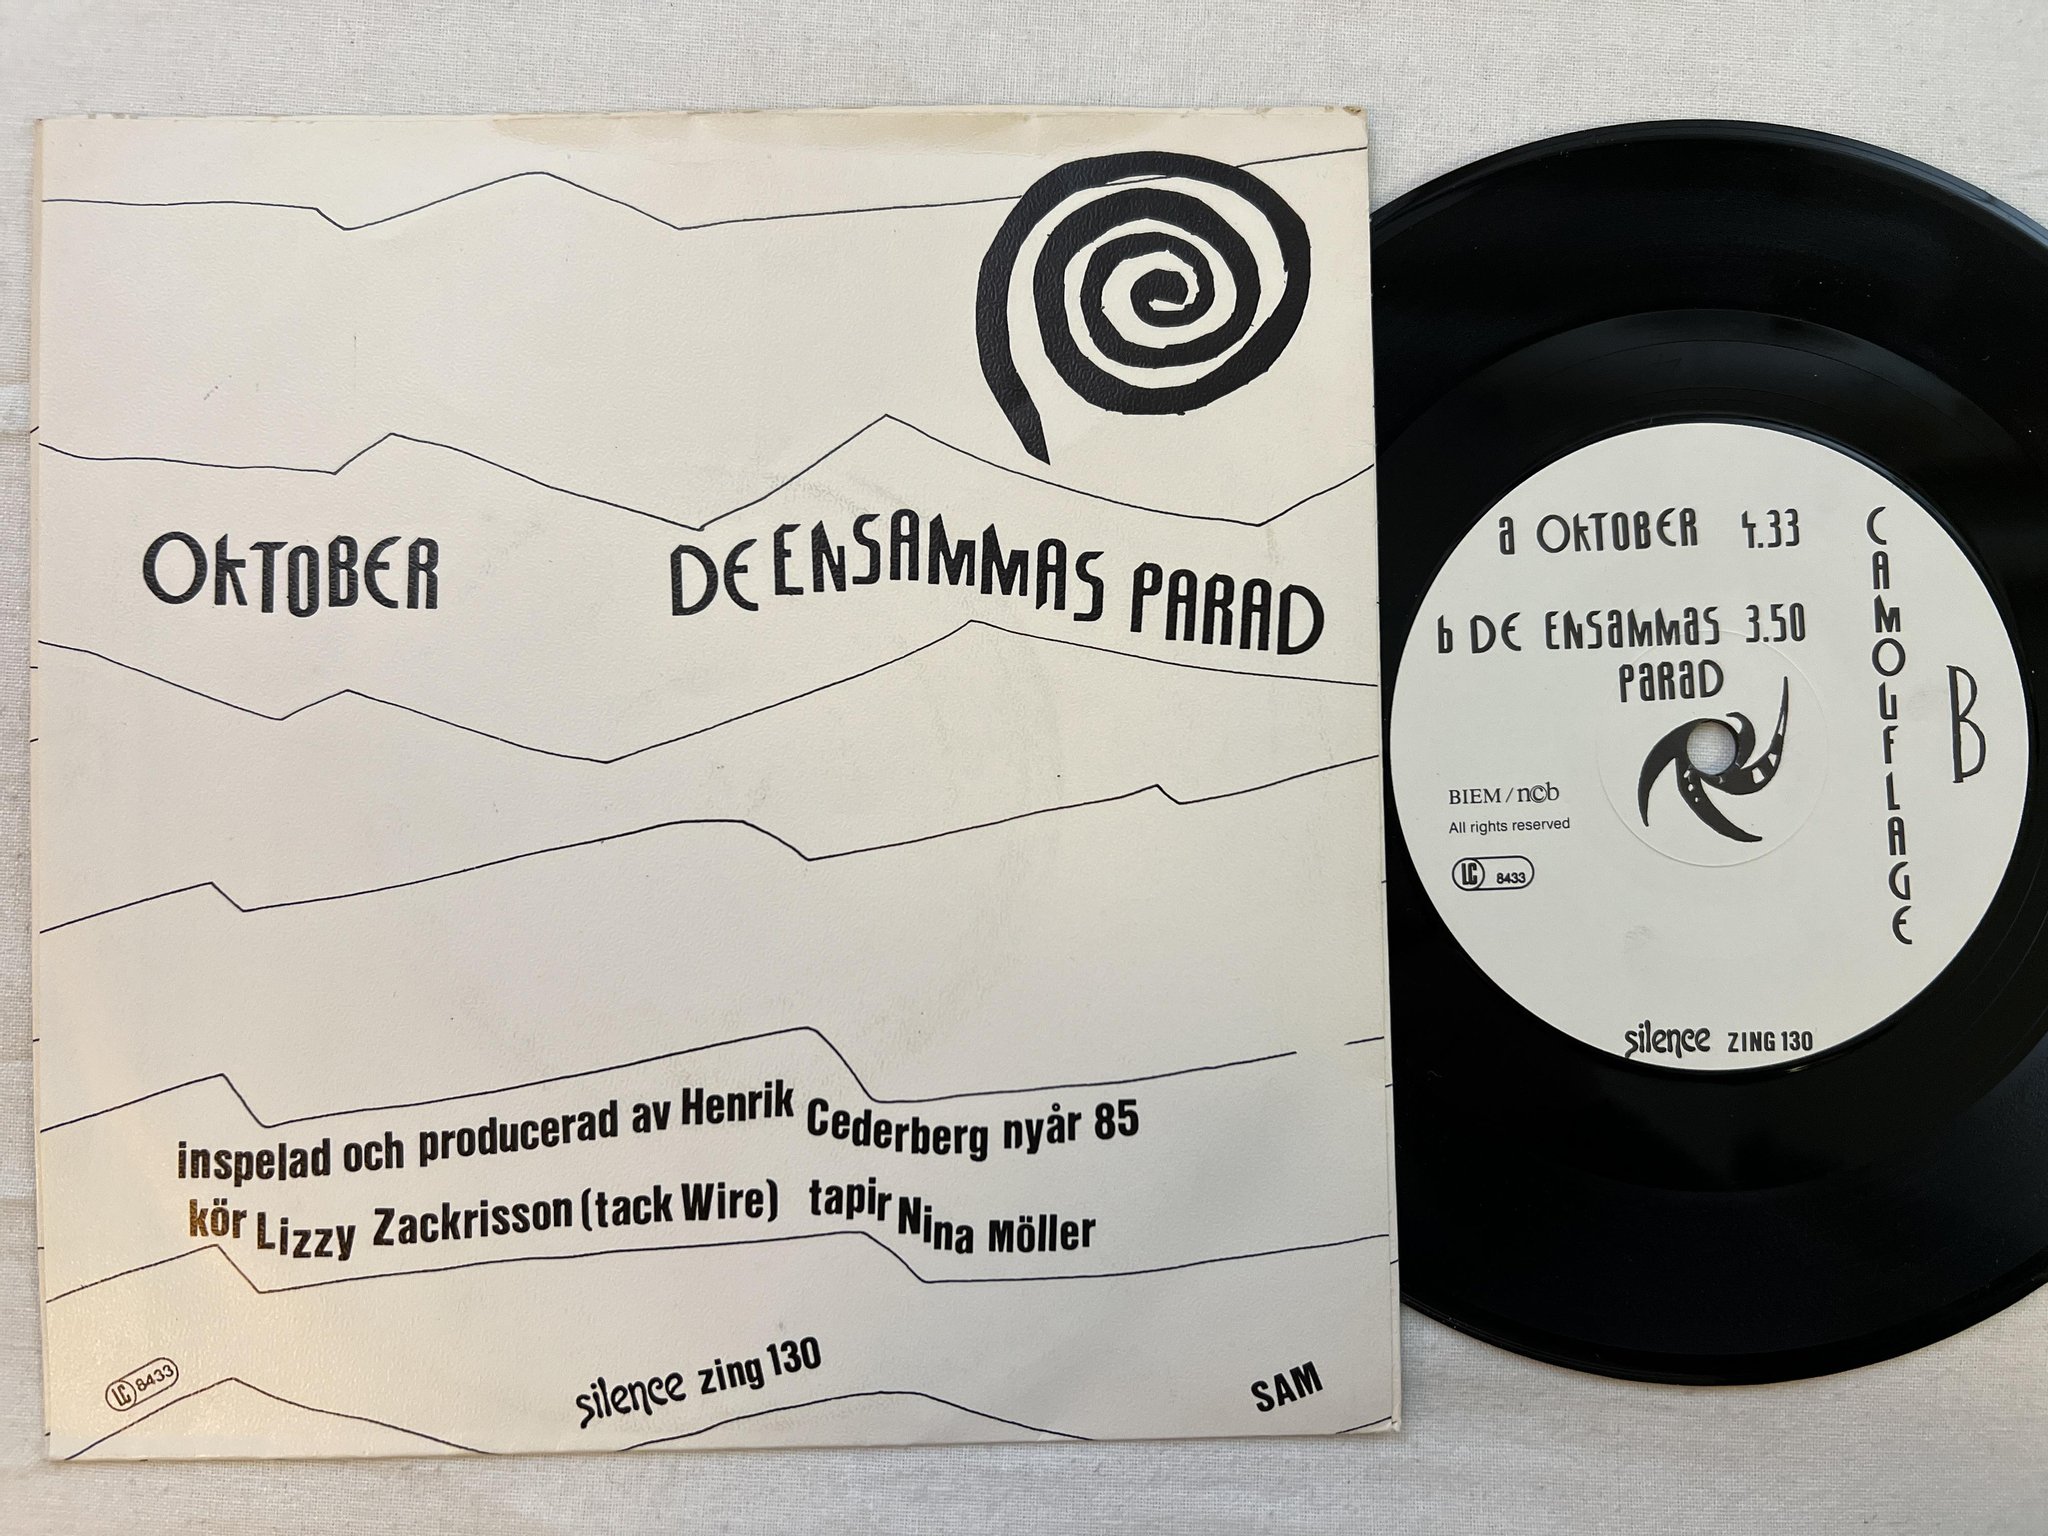 OKTOBER DE ENSAMMAS PARAD
inspelad och producerad av Henrik Cederberg nyår 85
kör Lizzy Zackrisson (tack Wire) tapir Nina Möller
LC 8433
silence zing 130
SAM
a OKTOBER 4.33
b DE ENSaMMaS 3.50
PaRaD
CAMOUFLAGE
B
BIEM / n©b
All rights reserved
LC 8433
silence ZING 130